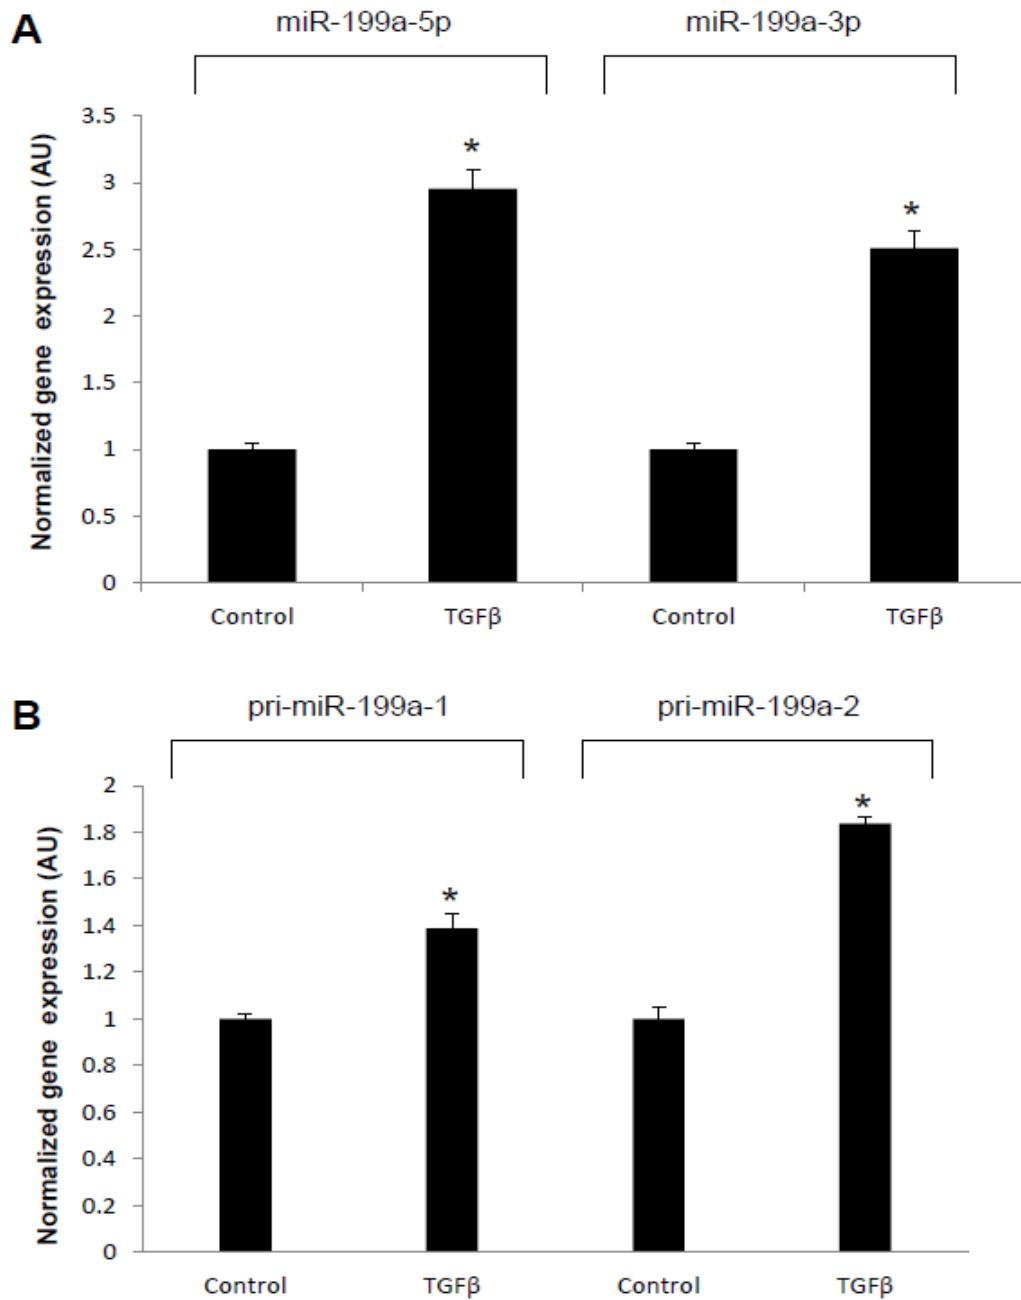 A
miR-199a-5p
miR-199a-3p
Normalized gene expression (AU)
3.5
3
2.5
2
1.5
1
0.5
0
*
*
Control
TGFβ
Control
TGFβ
B
pri-miR-199a-1
pri-miR-199a-2
Normalized gene expression (AU)
2
1.8
1.6
1.4
1.2
1
0.8
0.6
0.4
0.2
0
*
*
Control
TGFβ
Control
TGFβ